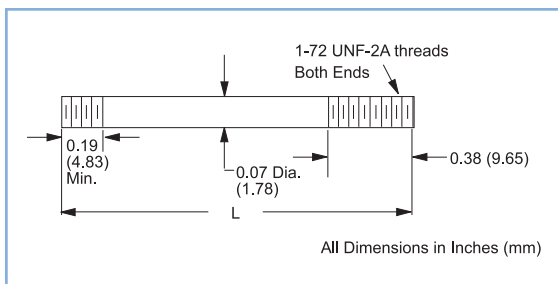 1-72 UNF-2A threads
Both Ends
0.19
(4.83)
Min.
0.07 Dia.
(1.78)
0.38 (9.65)
L
All Dimensions in Inches (mm)